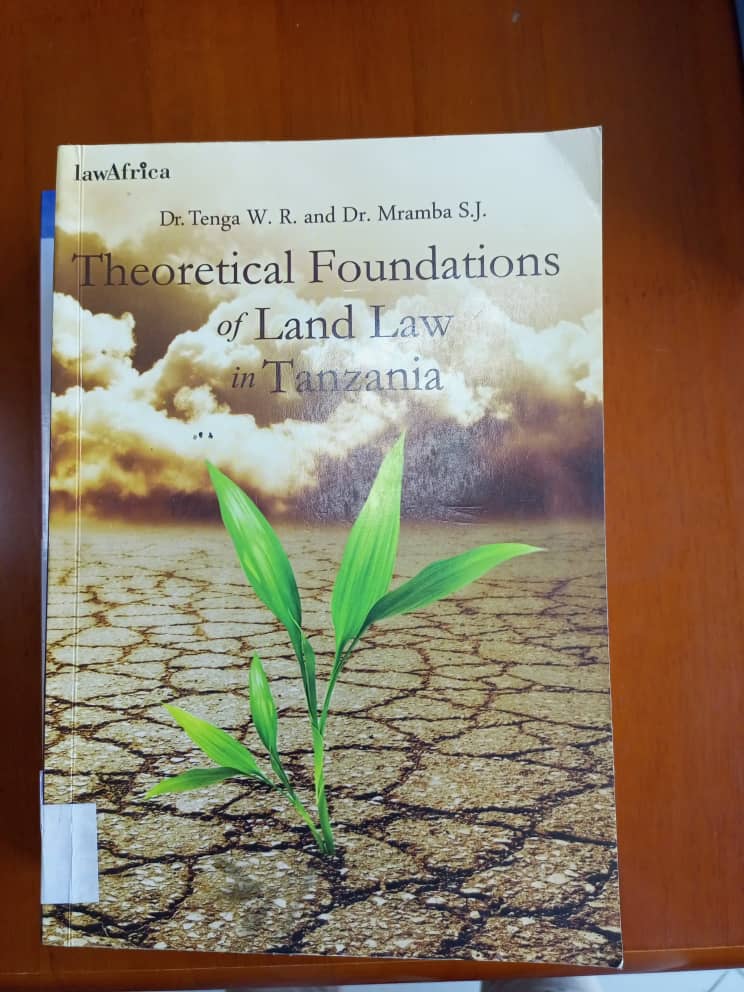 lawAfrica
Dr. Tenga W. R. and Dr. Mramba S.J.
Theoretical Foundations
of Land Law
in Tanzania